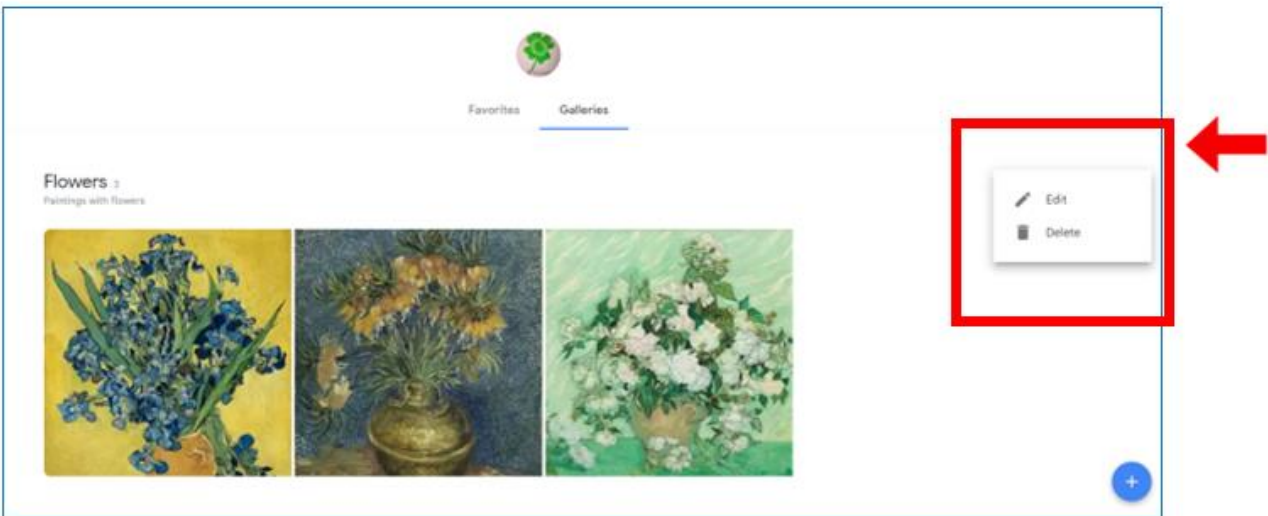 Favorites Galleries
Flowers 3
Paintings with flowers
Edit
Delete